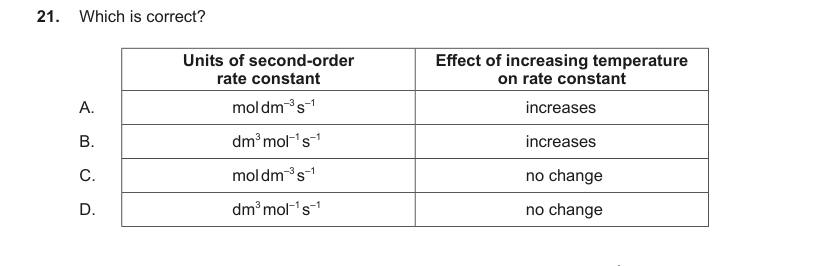 21. Which is correct?
Units of second-order rate constant | Effect of increasing temperature on rate constant
A. mol dm⁻³ s⁻¹ increases
B. dm³ mol⁻¹ s⁻¹ increases
C. mol dm⁻³ s⁻¹ no change
D. dm³ mol⁻¹ s⁻¹ no change